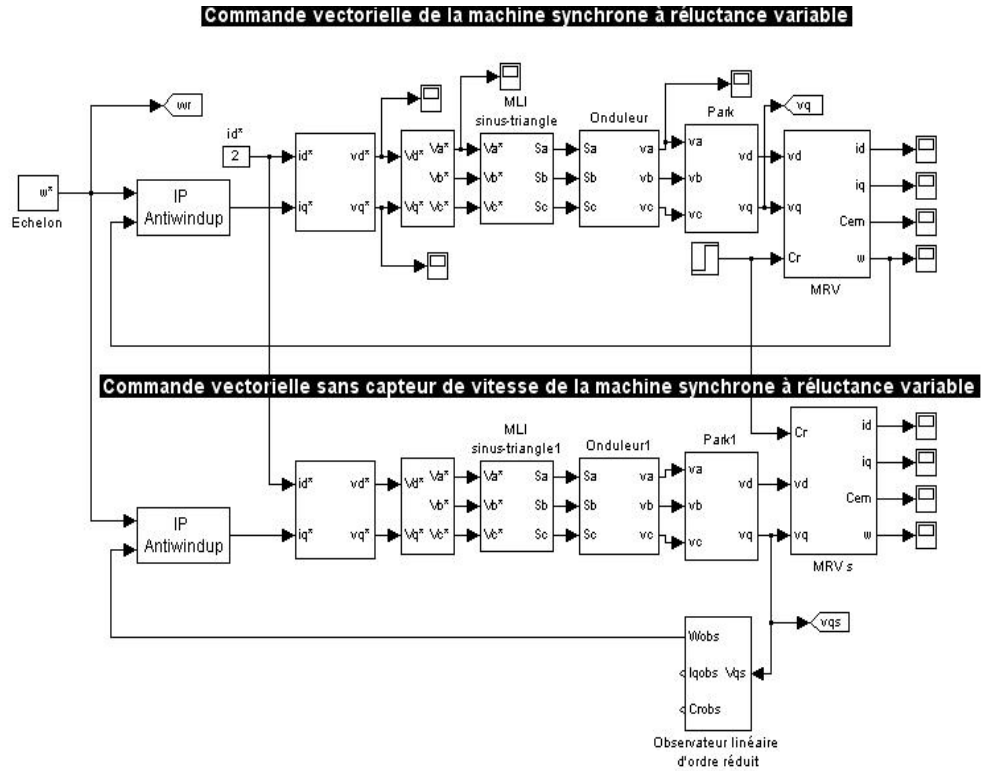 Commande vectorielle de la machine synchrone à réluctance variable
wr
id*
2
w*
Echelon
IP
Antiwindup
id* vd*
iq* vq*
Vd* Va*
Vb*
Vq* Vc*
MLI
sinus-triangle
Va* Sa
Vb* Sb
Vc* Sc
Onduleur
Sa va
Sb vb
Sc vc
Park
va
vd
vb
vq
vc
vq
vd id
vq iq
Cem
Cr w
MRV
Commande vectorielle sans capteur de vitesse de la machine synchrone à réluctance variable
IP
Antiwindup
id* vd*
iq* vq*
Vd* Va*
Vb*
Vq* Vc*
MLI
sinus-triangle1
Va* Sa
Vb* Sb
Vc* Sc
Onduleur1
Sa va
Sb vb
Sc vc
Park1
va
vd
vb
vq
vc
Cr id
iq
vd Cem
vq w
MRV s
vqs
Wobs
Iqobs Vqs
Crobs
Observateur linéaire
d'ordre réduit